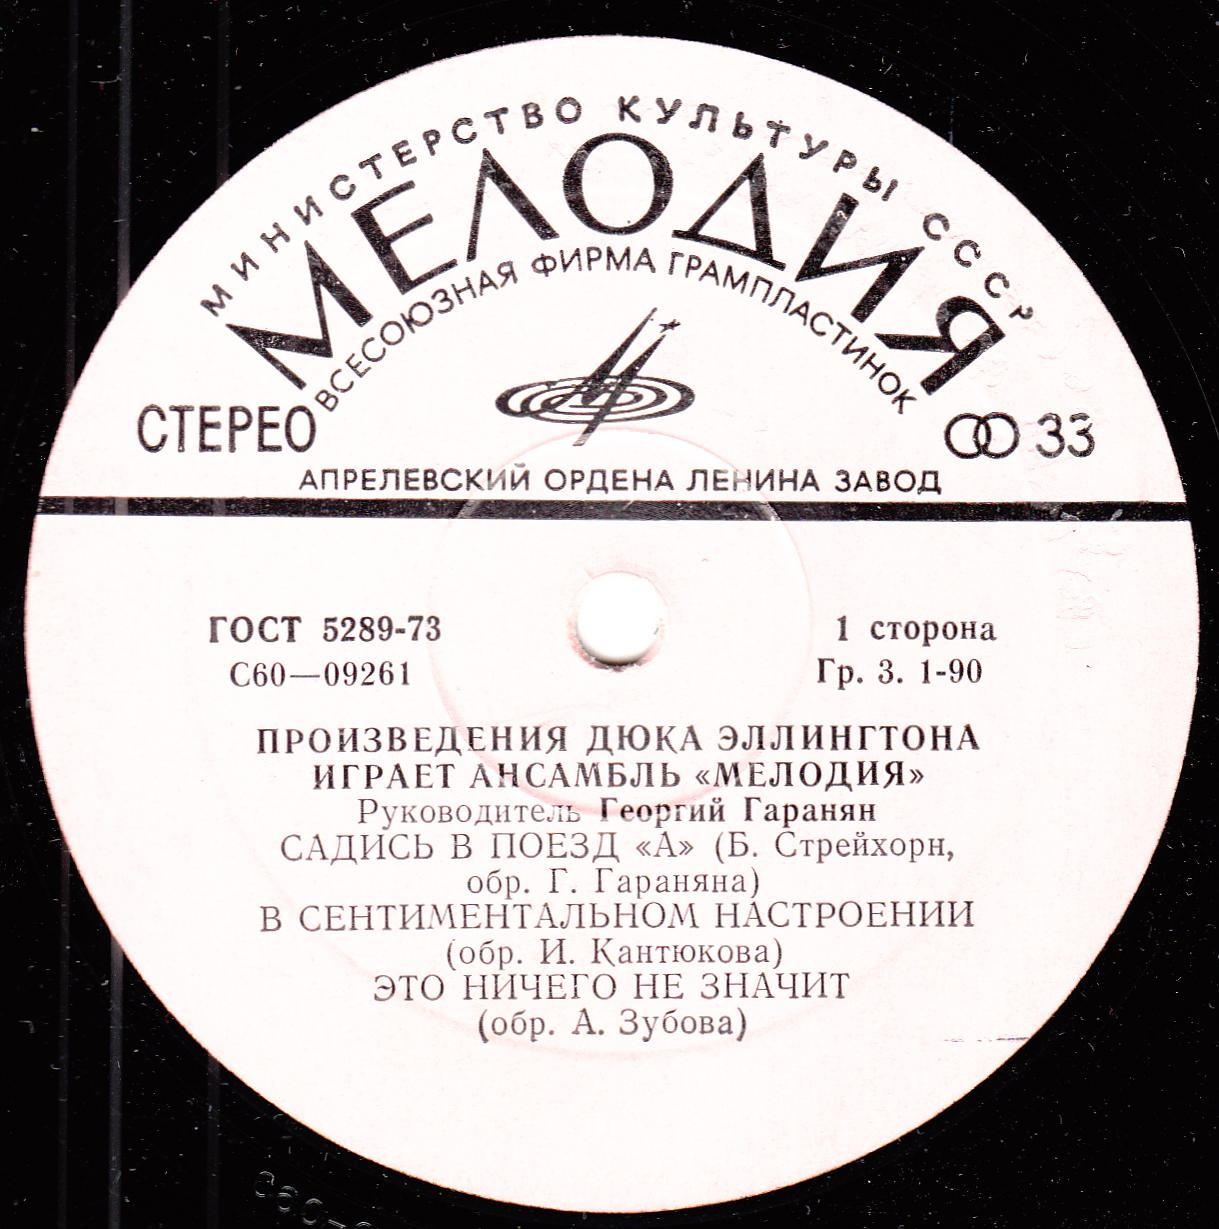 МИНИСТЕРСТВО КУЛЬТУРЫ СССР
МЕЛОДИЯ
ВСЕСОЮЗНАЯ ФИРМА ГРАМПЛАСТИНОК
СТЕРЕО
33
АПРЕЛЕВСКИЙ ОРДЕНА ЛЕНИНА ЗАВОД
ГОСТ 5289-73
1 сторона
С60—09261
Гр. 3. 1-90
ПРОИЗВЕДЕНИЯ ДЮКА ЭЛЛИНГТОНА
ИГРАЕТ АНСАМБЛЬ «МЕЛОДИЯ»
Руководитель Георгий Гаранян
САДИСЬ В ПОЕЗД «А» (Б. Стрейхорн,
обр. Г. Гараняна)
В СЕНТИМЕНТАЛЬНОМ НАСТРОЕНИИ
(обр. И. Кантюкова)
ЭТО НИЧЕГО НЕ ЗНАЧИТ
(обр. А. Зубова)